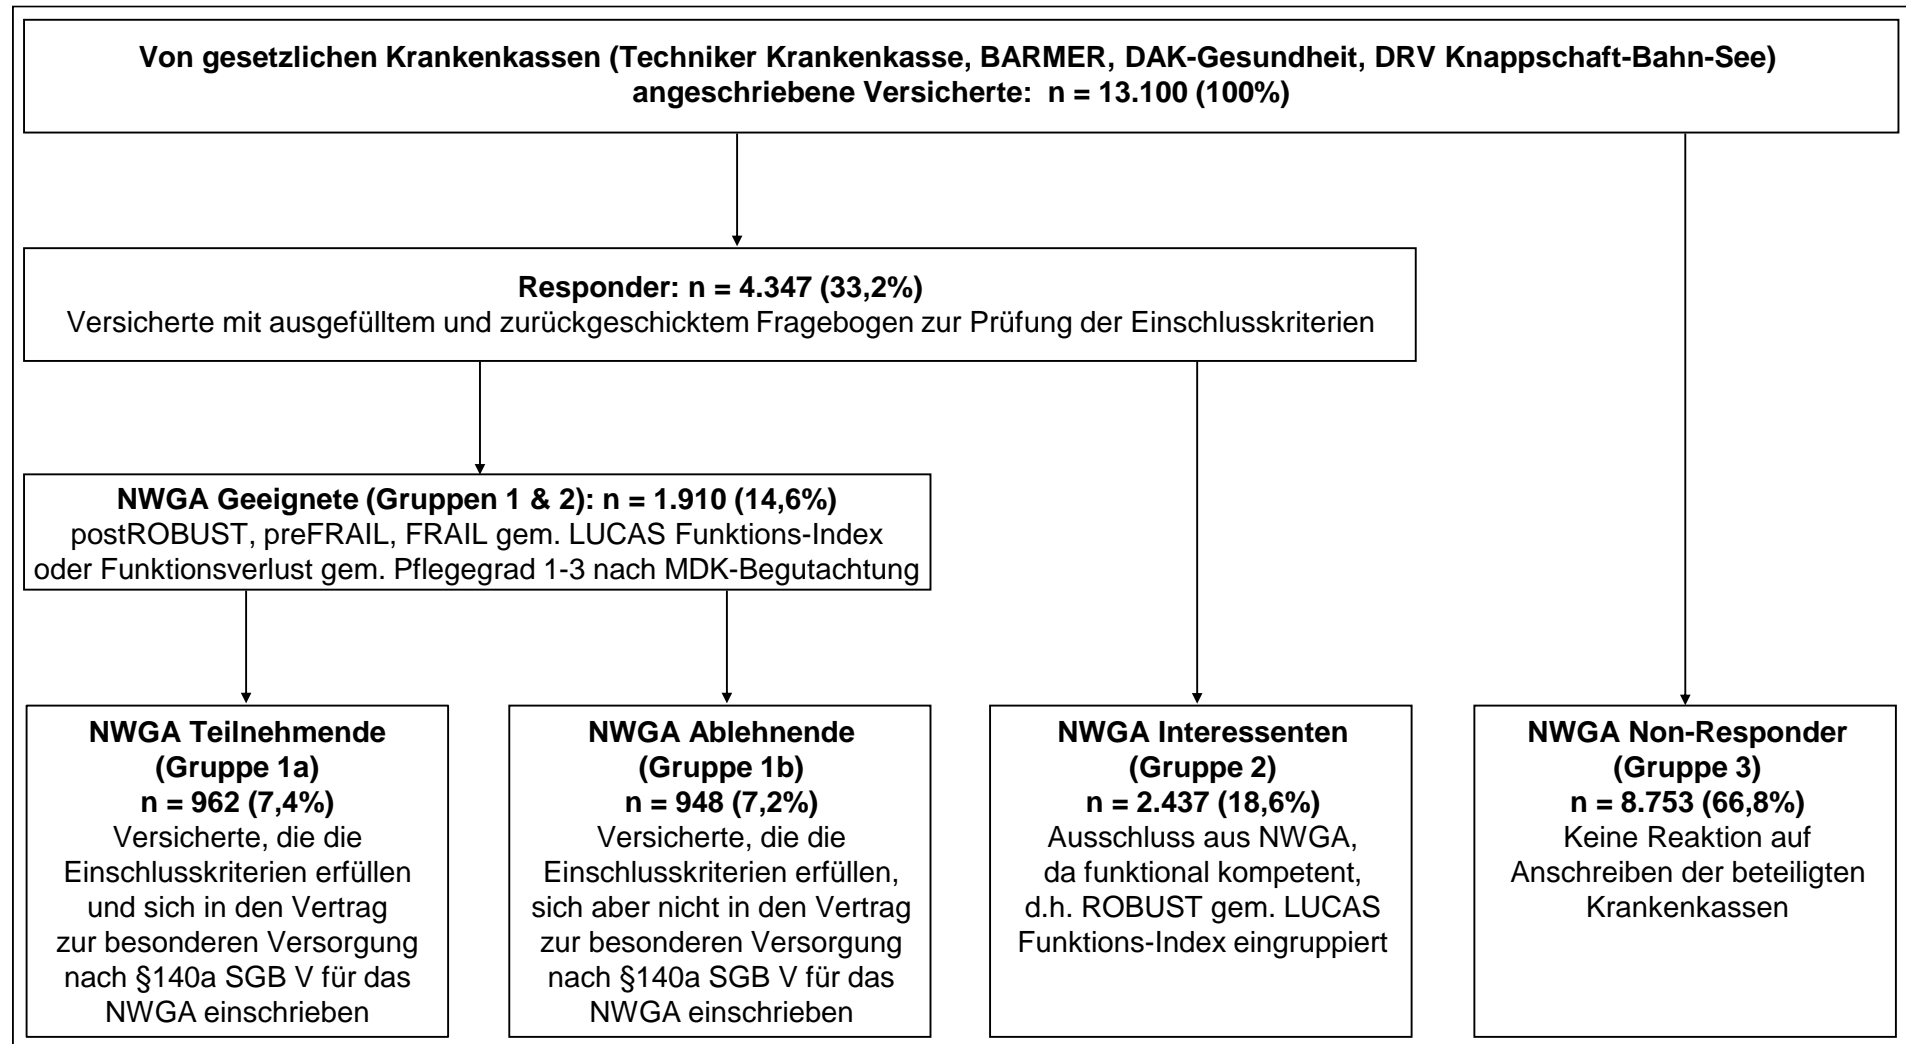 Von gesetzlichen Krankenkassen (Techniker Krankenkasse, BARMER, DAK-Gesundheit, DRV Knappschaft-Bahn-See)
angeschriebene Versicherte: n = 13.100 (100%)
Responder: n = 4.347 (33,2%)
Versicherte mit ausgefülltem und zurückgeschicktem Fragebogen zur Prüfung der Einschlusskriterien
NWGA Geeignete (Gruppen 1 & 2): n = 1.910 (14,6%)
postROBUST, preFRAIL, FRAIL gem. LUCAS Funktions-Index
oder Funktionsverlust gem. Pflegegrad 1-3 nach MDK-Begutachtung
NWGA Teilnehmende
(Gruppe 1a)
n = 962 (7,4%)
Versicherte, die die
Einschlusskriterien erfüllen
und sich in den Vertrag
zur besonderen Versorgung
nach §140a SGB V für das
NWGA einschrieben
NWGA Ablehnende
(Gruppe 1b)
n = 948 (7,2%)
Versicherte, die die
Einschlusskriterien erfüllen,
sich aber nicht in den Vertrag
zur besonderen Versorgung
nach §140a SGB V für das
NWGA einschrieben
NWGA Interessenten
(Gruppe 2)
n = 2.437 (18,6%)
Ausschluss aus NWGA,
da funktional kompetent,
d.h. ROBUST gem. LUCAS
Funktions-Index eingruppiert
NWGA Non-Responder
(Gruppe 3)
n = 8.753 (66,8%)
Keine Reaktion auf
Anschreiben der beteiligten
Krankenkassen